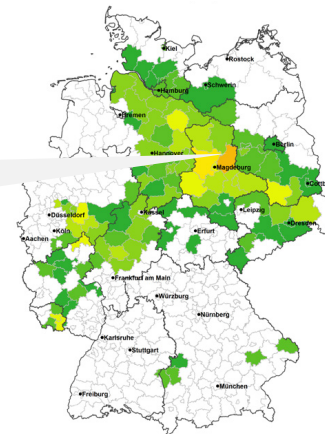 Kiel
Rostock
Schwerin
Hamburg
Bremen
Berlin
Hannover
Magdeburg
Cottb
Düsseldorf
Kassel
Leipzig
Dresden
Köln
Aachen
Erfurt
Frankfurt am Main
Würzburg
Nürnberg
Karlsruhe
Stuttgart
München
Freiburg